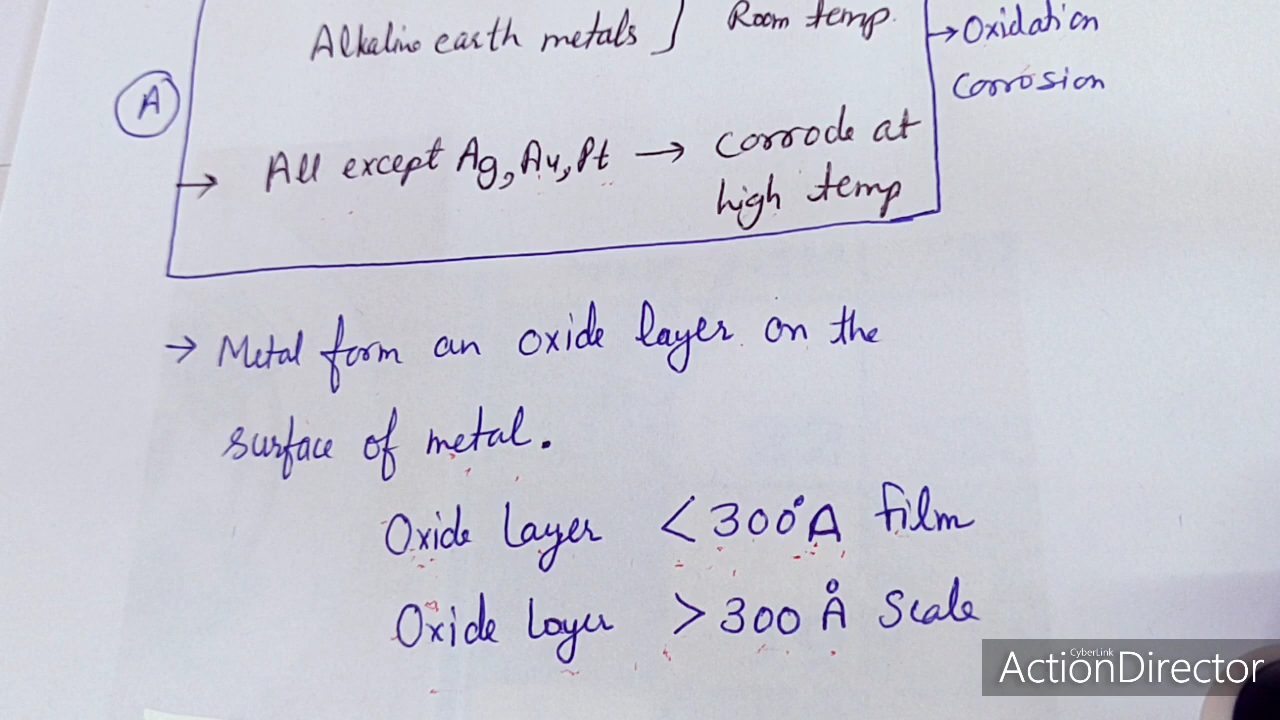 Alkaline earth metals ] Room temp.
→ Oxidation
Corrosion
A
→ All except Ag, Au, Pt → Corrode at
high temp
→ Metal form an oxide layer on the
surface of metal.
Oxide Layer < 300°A film
Oxide Layer > 300 Å Scale
CyberLink
ActionDirector